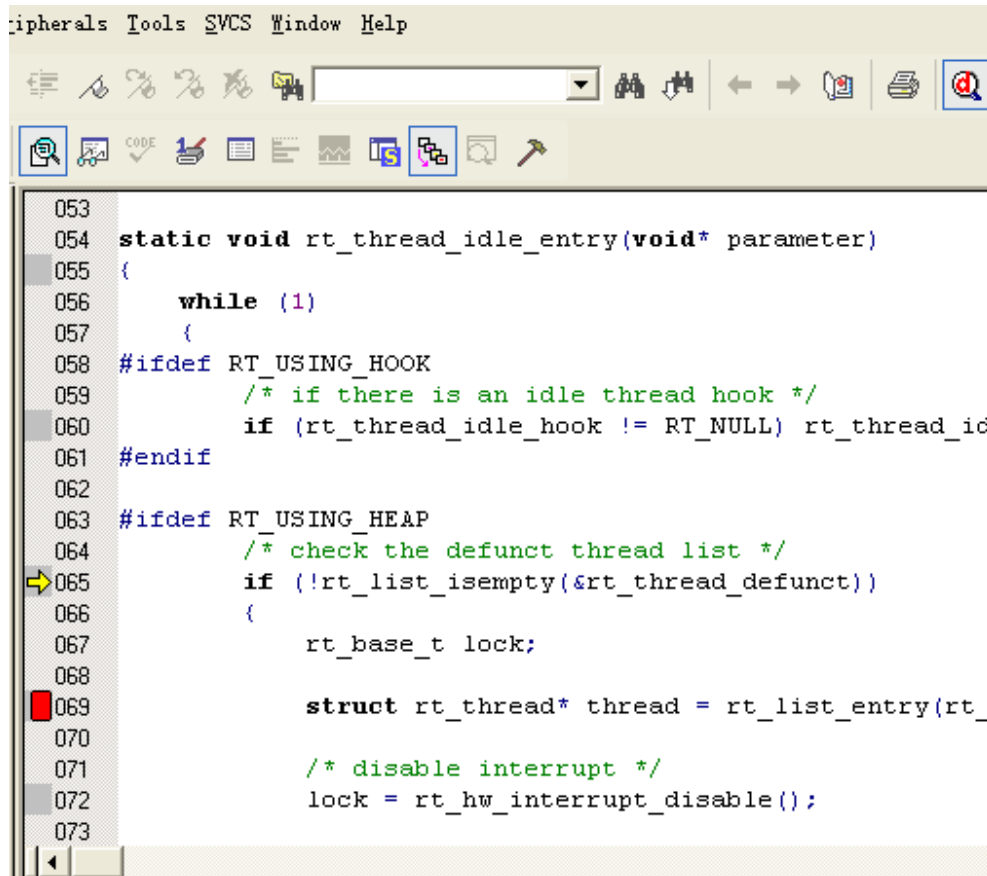 ipherals Tools SVCS Window Help
CODE
053
054 static void rt_thread_idle_entry(void* parameter)
055 {
056 while (1)
057 {
058 #ifdef RT_USING_HOOK
059 /* if there is an idle thread hook */
060 if (rt_thread_idle_hook != RT_NULL) rt_thread_id
061 #endif
062
063 #ifdef RT_USING_HEAP
064 /* check the defunct thread list */
065 if (!rt_list_isempty(&rt_thread_defunct))
066 {
067 rt_base_t lock;
068
069 struct rt_thread* thread = rt_list_entry(rt_
070
071 /* disable interrupt */
072 lock = rt_hw_interrupt_disable();
073